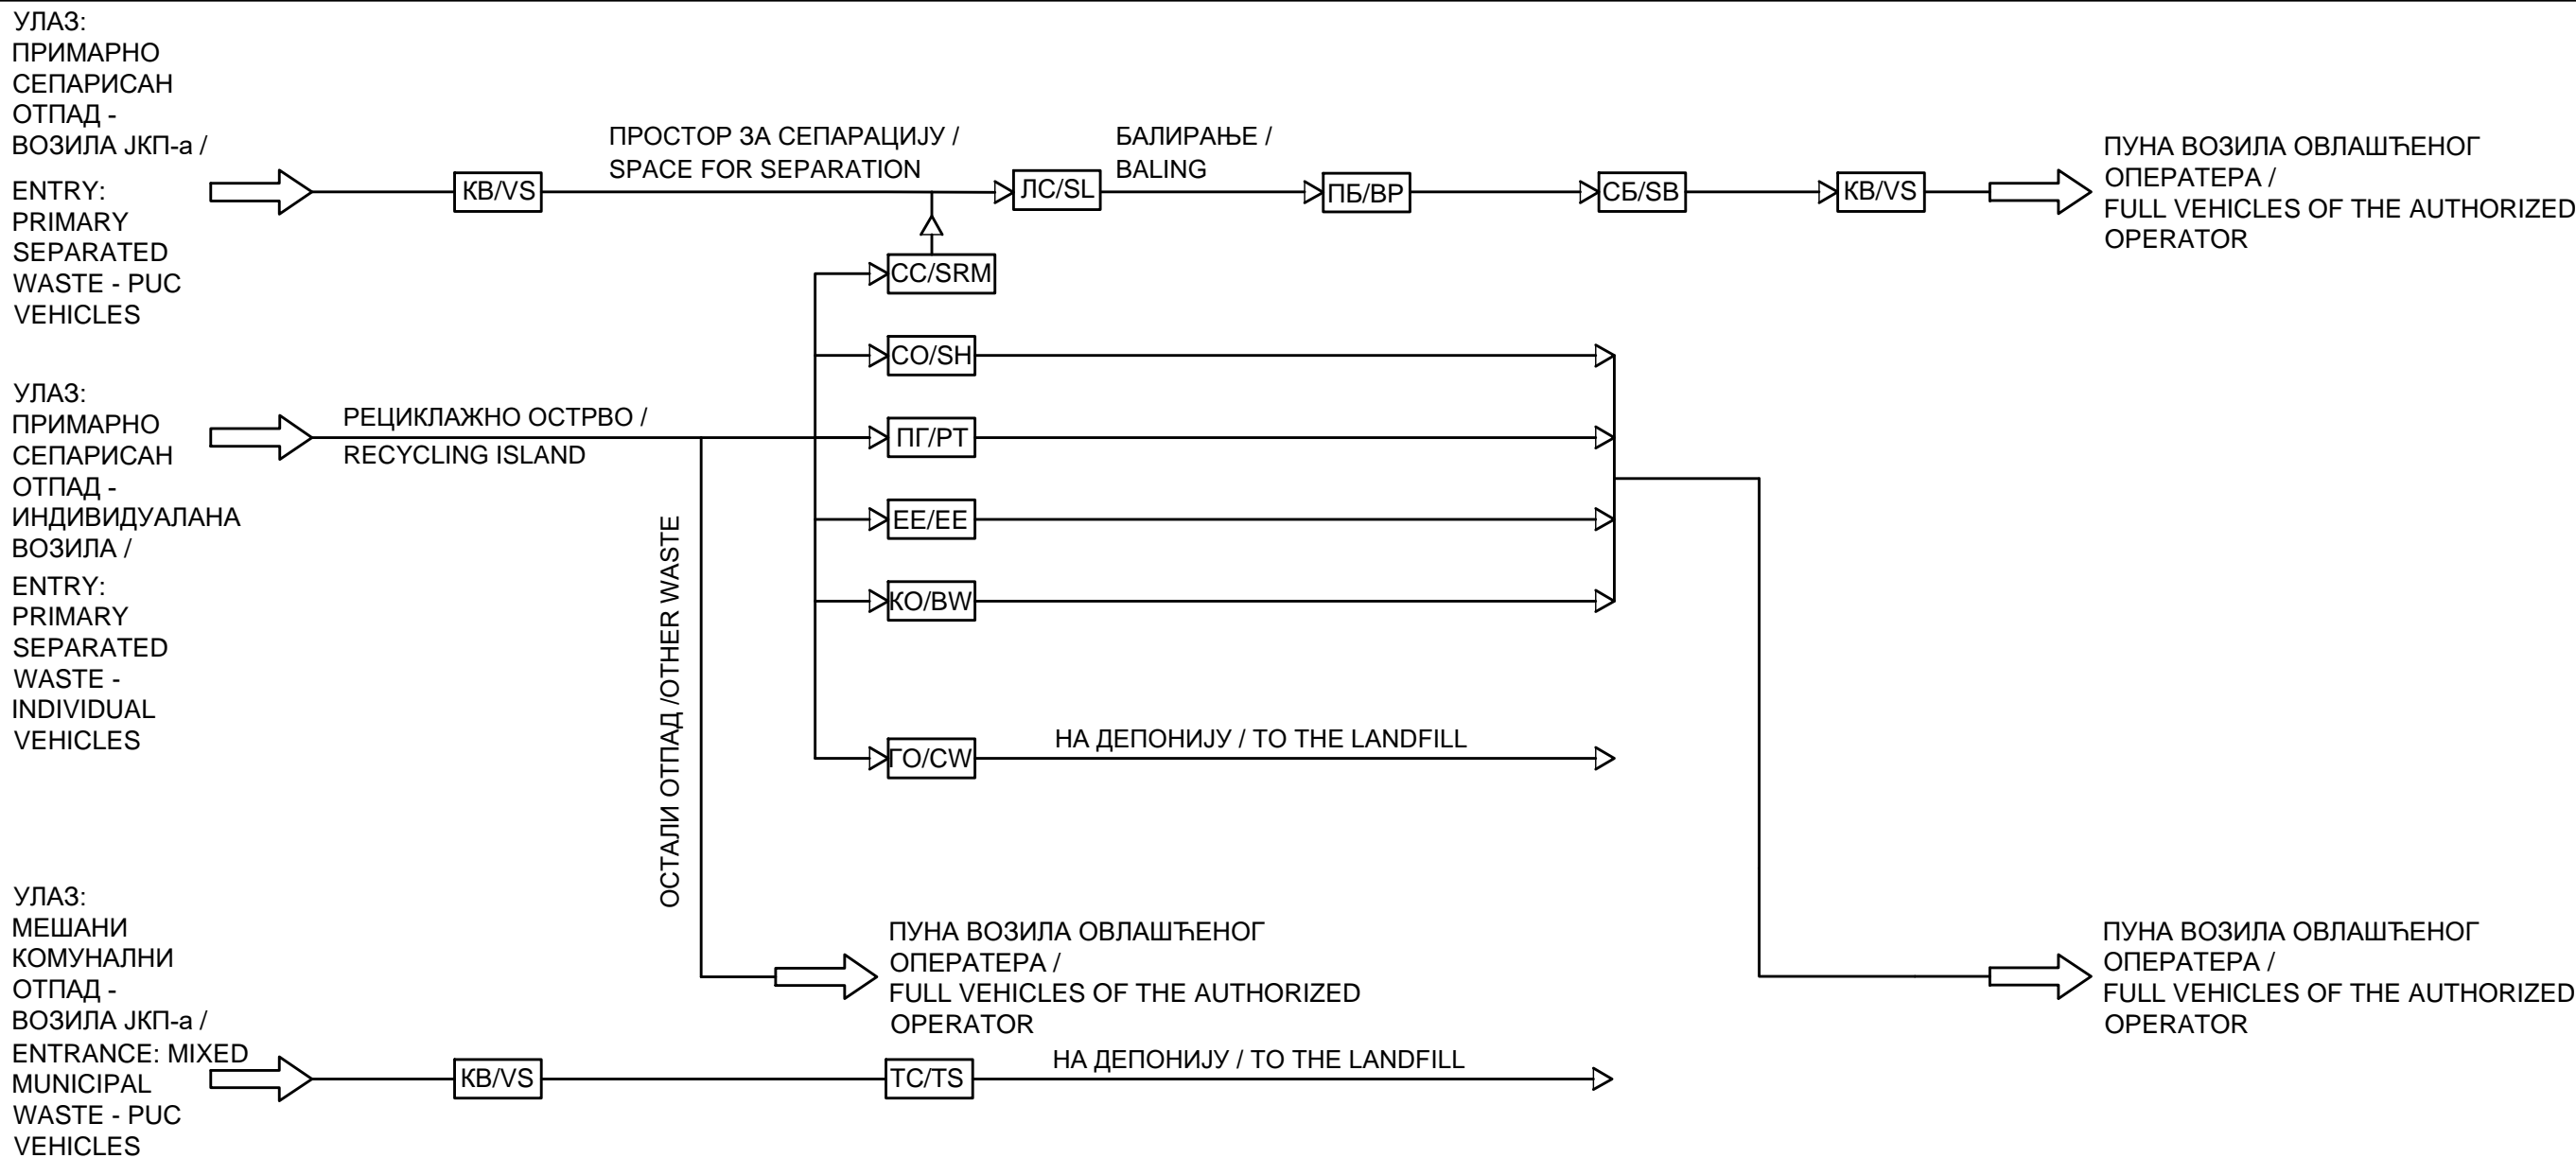 УЛАЗ:
ПРИМАРНО
СЕПАРИСАН
ОТПАД -
ВОЗИЛА ЈКП-а /
ENTRY:
PRIMARY
SEPARATED
WASTE - PUC
VEHICLES
KB/VS
ПРОСТОР ЗА СЕПАРАЦИЈУ /
SPACE FOR SEPARATION
ЛС/SL
БАЛИРАЊЕ /
BALING
ПБ/BP
СБ/SB
KB/VS
ПУНА ВОЗИЛА ОВЛАШЋЕНОГ
ОПЕРАТЕРА /
FULL VEHICLES OF THE AUTHORIZED
OPERATOR
СС/SRM
СО/SH
УЛАЗ:
ПРИМАРНО
СЕПАРИСАН
ОТПАД -
ИНДИВИДУАЛАНА
ВОЗИЛА /
ENTRY:
PRIMARY
SEPARATED
WASTE -
INDIVIDUAL
VEHICLES
РЕЦИКЛАЖНО ОСТРВО /
RECYCLING ISLAND
ПГ/PT
ЕЕ/EE
КО/BW
ОСТАЛИ ОТПАД /OTHER WASTE
ГО/CW
НА ДЕПОНИЈУ / TO THE LANDFILL
ПУНА ВОЗИЛА ОВЛАШЋЕНОГ
ОПЕРАТЕРА /
FULL VEHICLES OF THE AUTHORIZED
OPERATOR
ПУНА ВОЗИЛА ОВЛАШЋЕНОГ
ОПЕРАТЕРА /
FULL VEHICLES OF THE AUTHORIZED
OPERATOR
УЛАЗ:
МЕШАНИ
КОМУНАЛНИ
ОТПАД -
ВОЗИЛА ЈКП-а /
ENTRANCE: MIXED
MUNICIPAL
WASTE - PUC
VEHICLES
KB/VS
ТС/TS
НА ДЕПОНИЈУ / TO THE LANDFILL